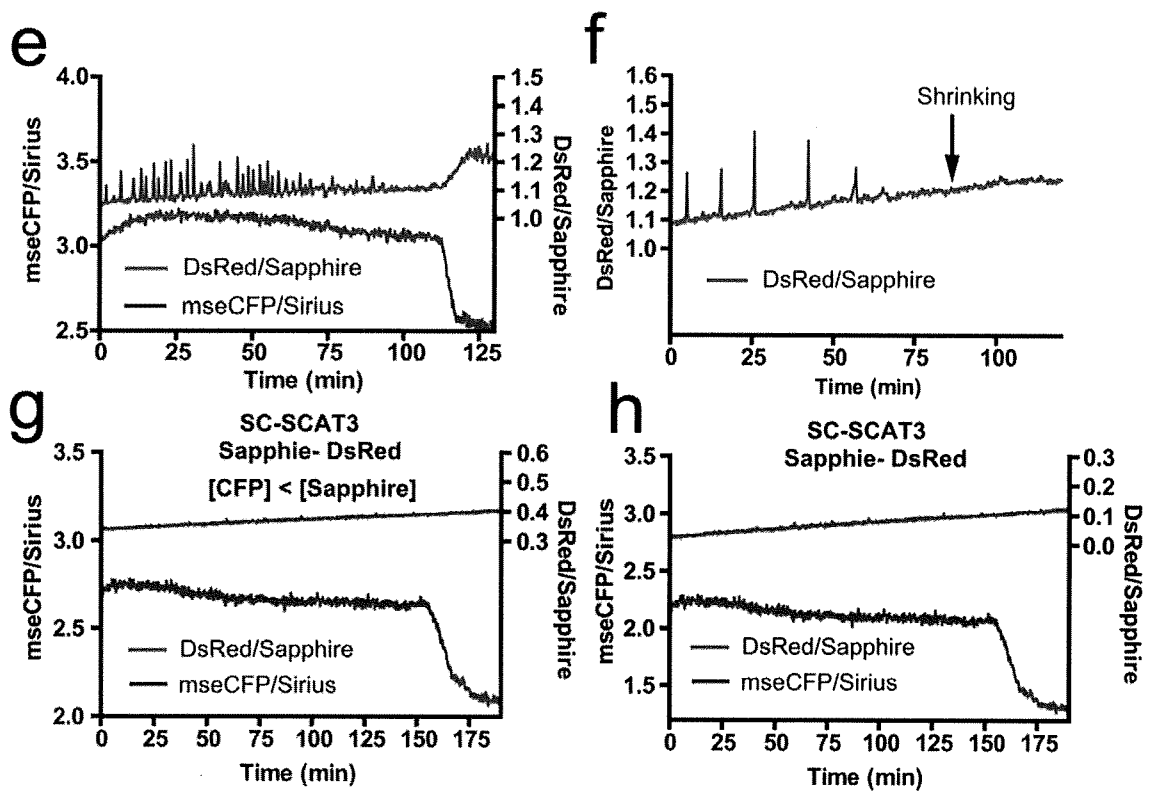 e
4.0
3.5
3.0
2.5
mseCFP/Sirius
1.5
1.4
1.3
1.2
1.1
1.0
DsRed/Sapphire
DsRed/Sapphire
mseCFP/Sirius
0 25 50 75 100 125
Time (min)
f
1.6
1.5
1.4
1.3
1.2
1.1
1.0
DsRed/Sapphire
Shrinking
DsRed/Sapphire
0 25 50 75 100
Time (min)
g
SC-SCAT3
Sapphie- DsRed
[CFP] < [Sapphire]
3.5
3.0
2.5
2.0
mseCFP/Sirius
0.6
0.5
0.4
0.3
DsRed/Sapphire
DsRed/Sapphire
mseCFP/Sirius
0 25 50 75 100 125 150 175
Time (min)
h
SC-SCAT3
Sapphie- DsRed
3.5
3.0
2.5
2.0
1.5
mseCFP/Sirius
0.3
0.2
0.1
0.0
DsRed/Sapphire
DsRed/Sapphire
mseCFP/Sirius
0 25 50 75 100 125 150 175
Time (min)